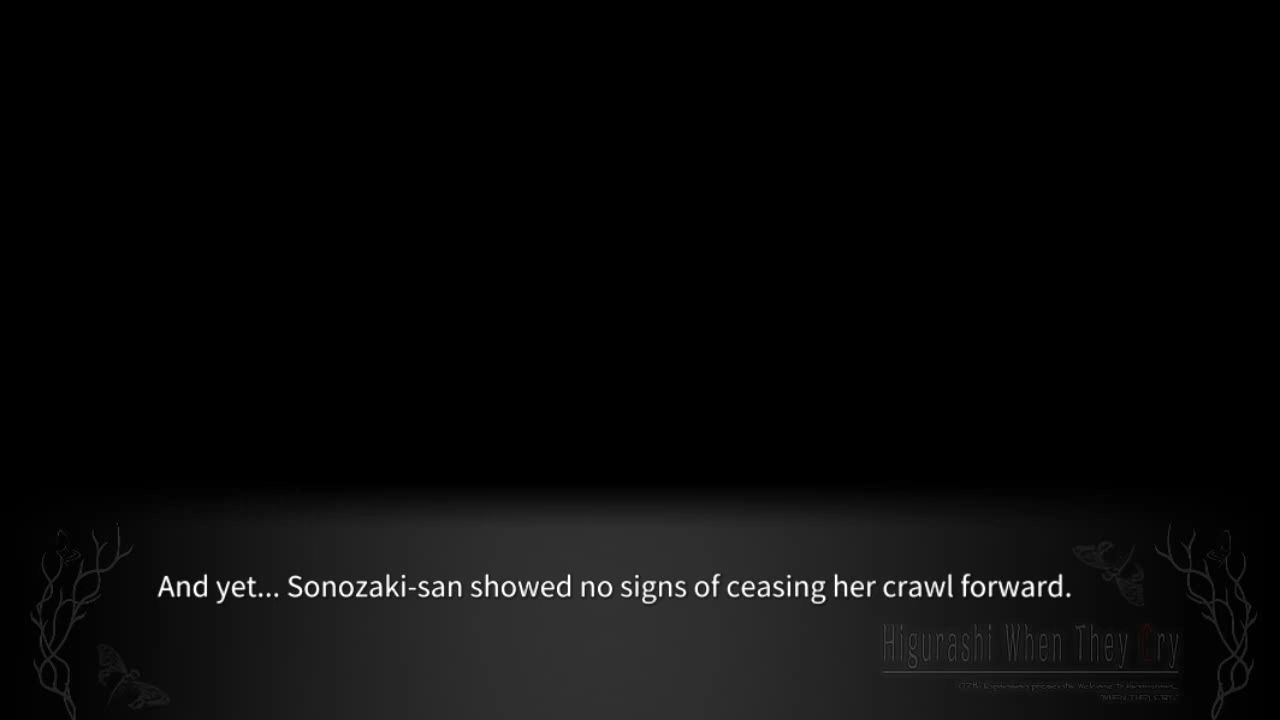 And yet... Sonozaki-san showed no signs of ceasing her crawl forward.
Higurashi When They Cry